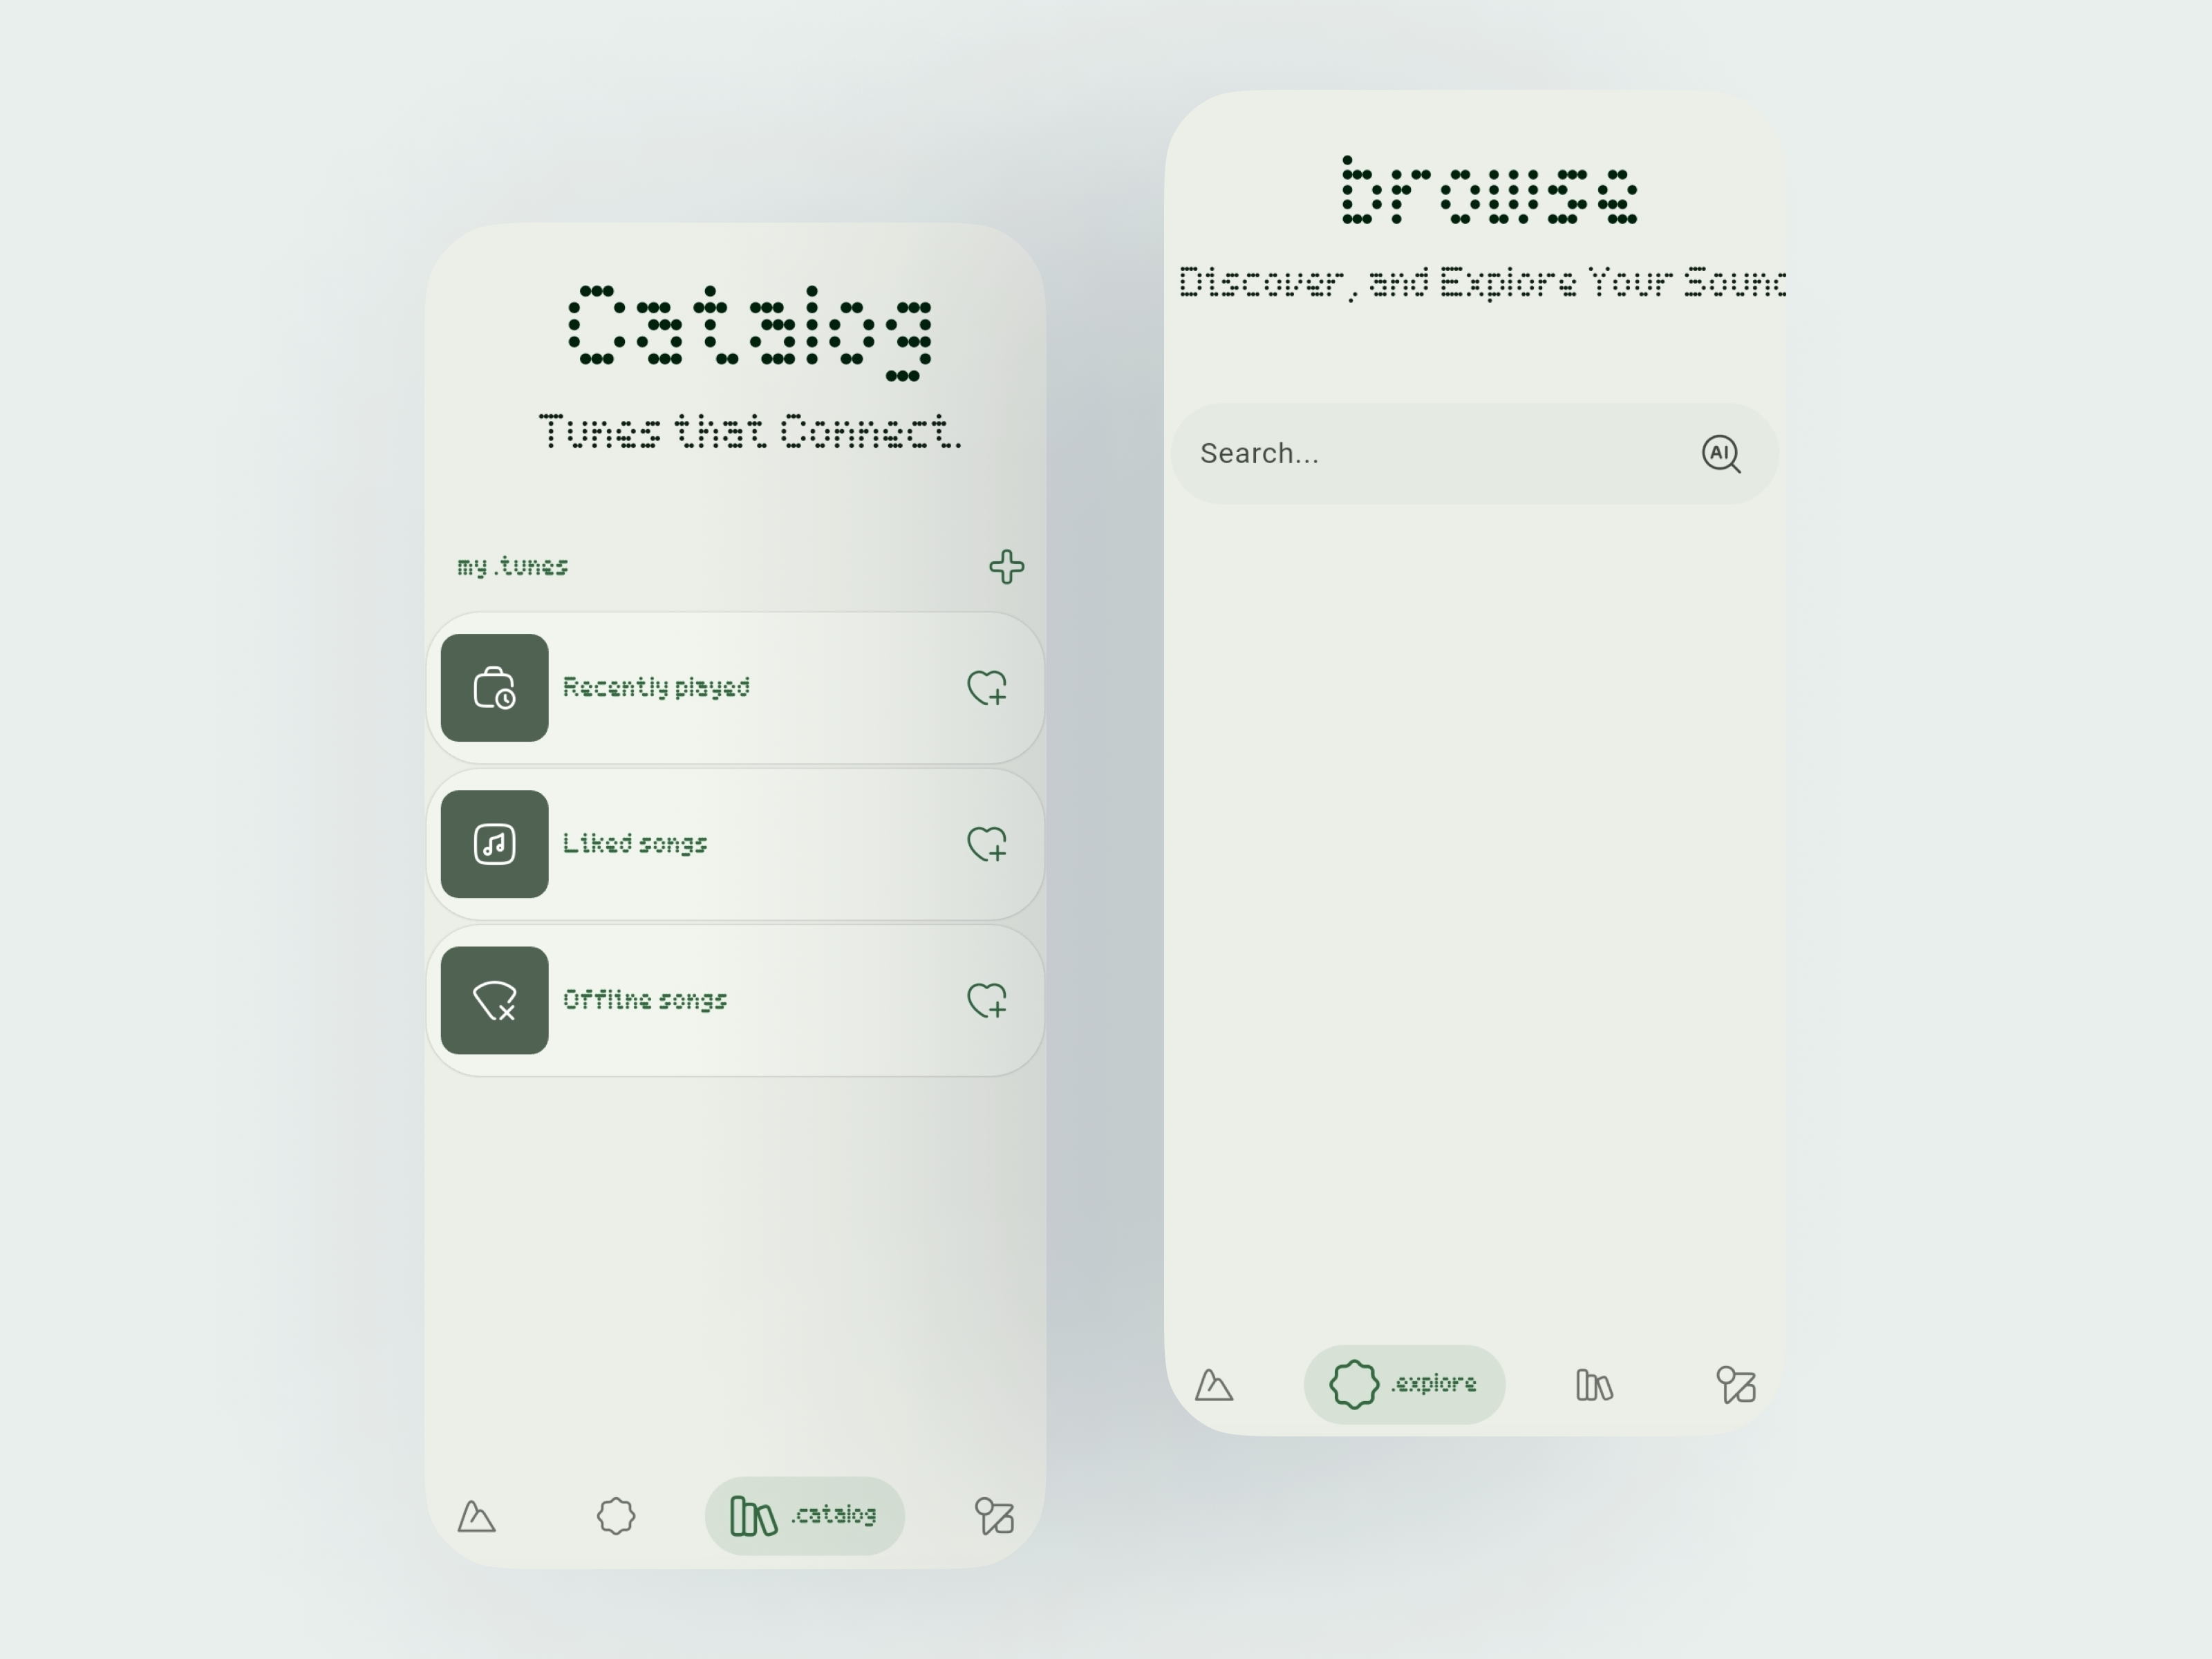 Catalog
Tunes that Connect.
my.tunes
Recently played
Liked songs
Offline songs
.catalog
browse
Discover, and Explore Your Sound
Search...
AI
.explore